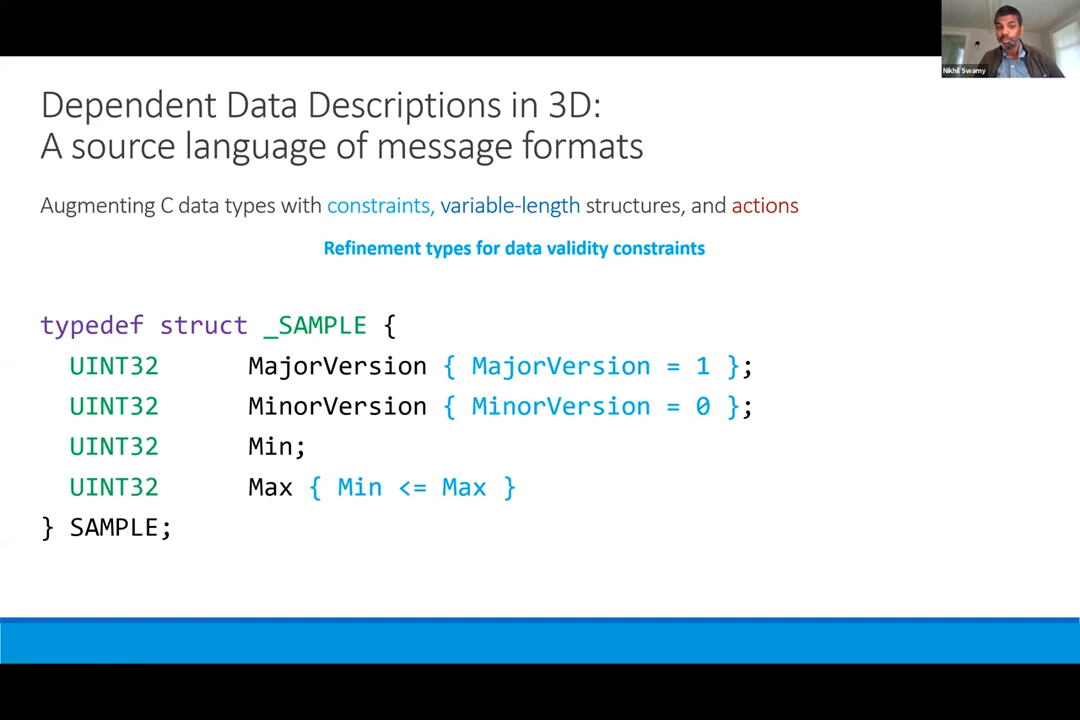 Nikhil Swamy
Dependent Data Descriptions in 3D:
A source language of message formats
Augmenting C data types with constraints, variable-length structures, and actions
Refinement types for data validity constraints
typedef struct _SAMPLE {
UINT32 MajorVersion { MajorVersion = 1 };
UINT32 MinorVersion { MinorVersion = 0 };
UINT32 Min;
UINT32 Max { Min <= Max }
} SAMPLE;